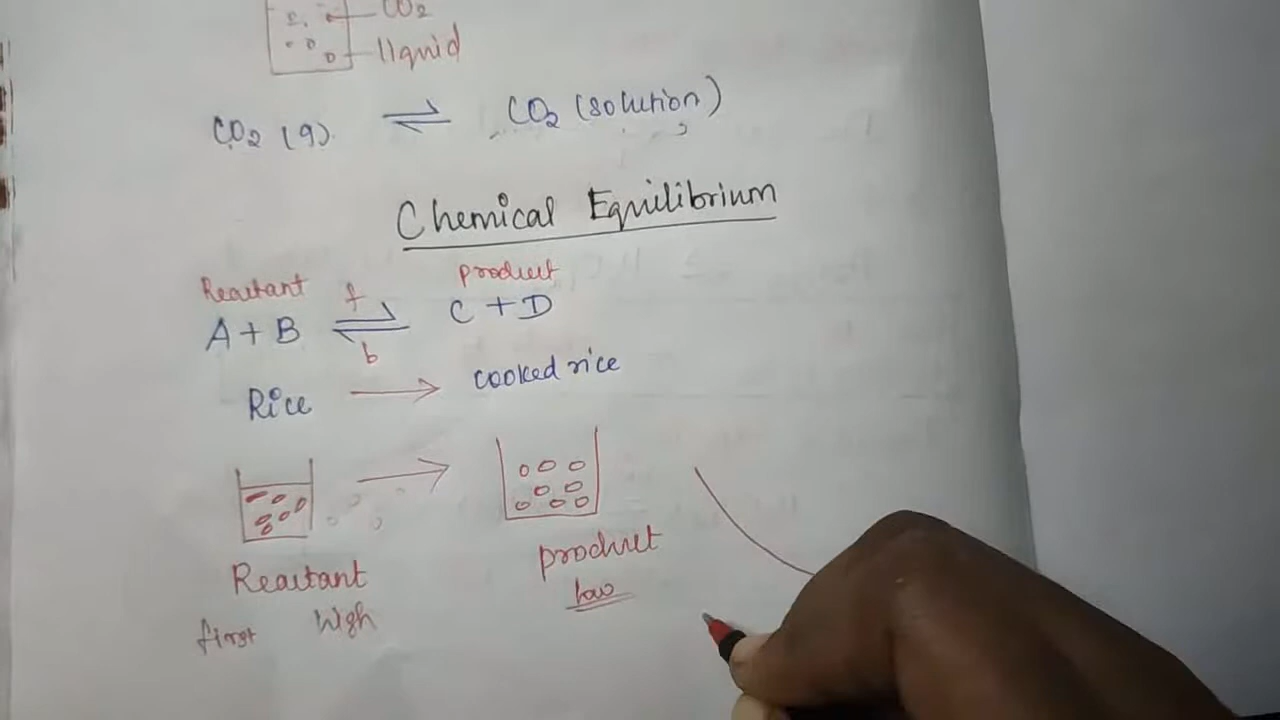 CO₂
liquid
CO₂ (g) ⇌ CO₂ (solution)
Chemical Equilibrium
Reactant f product
A + B ⇌ C + D
b
Rice → cooked rice
→
Reactant product
low
first high